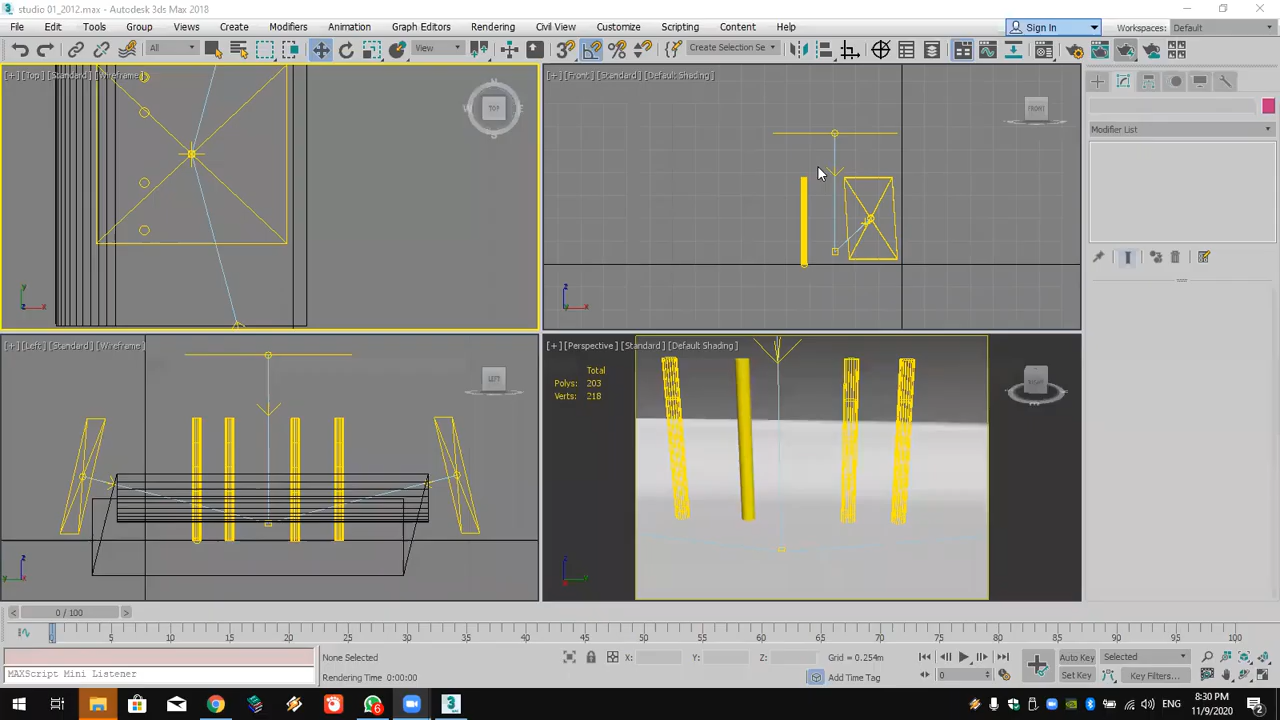 studio 01_2012.max - Autodesk 3ds Max 2018
File Edit Tools Group Views Create Modifiers Animation Graph Editors Rendering Civil View Customize Scripting Content Help
Sign In Workspaces: Default
All View Create Selection Se
[+] [Top] [Standard] [Wireframe]
TOP
[+] [Front] [Standard] [Default Shading]
FRONT
Modifier List
[+] [Left] [Standard] [Wireframe]
LEFT
[+] [Perspective] [Standard] [Default Shading]
Total
Polys: 203
Verts: 218
0 / 100
0 5 10 15 20 25 30 35 40 45 50 55 60 65 70 75 80 85 90 95 100
None Selected X: Y: Z: Grid = 0.254m Auto Key Selected
MAXScript Mini Listener Rendering Time 0:00:00 Add Time Tag 0 Set Key Key Filters...
8:30 PM
ENG 11/9/2020